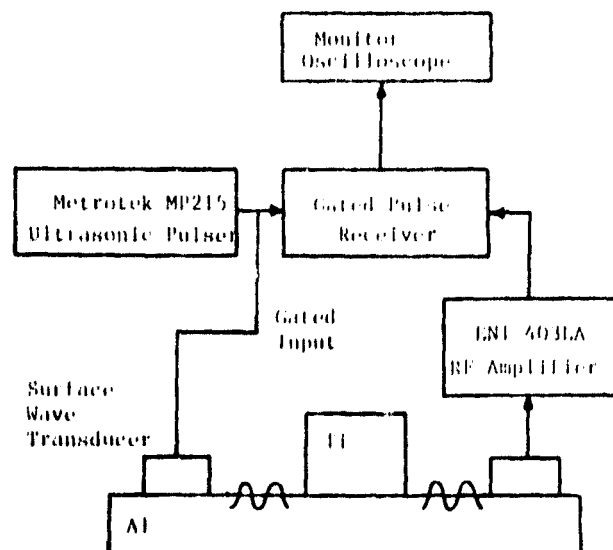 Monitor
Oscilloscope
Metrotek MP215
Ultrasonic Pulser
Gated Pulse
Receiver
Gated
Input
ENI 403LA
RF Amplifier
Surface
Wave
Transducer
Ti
Al